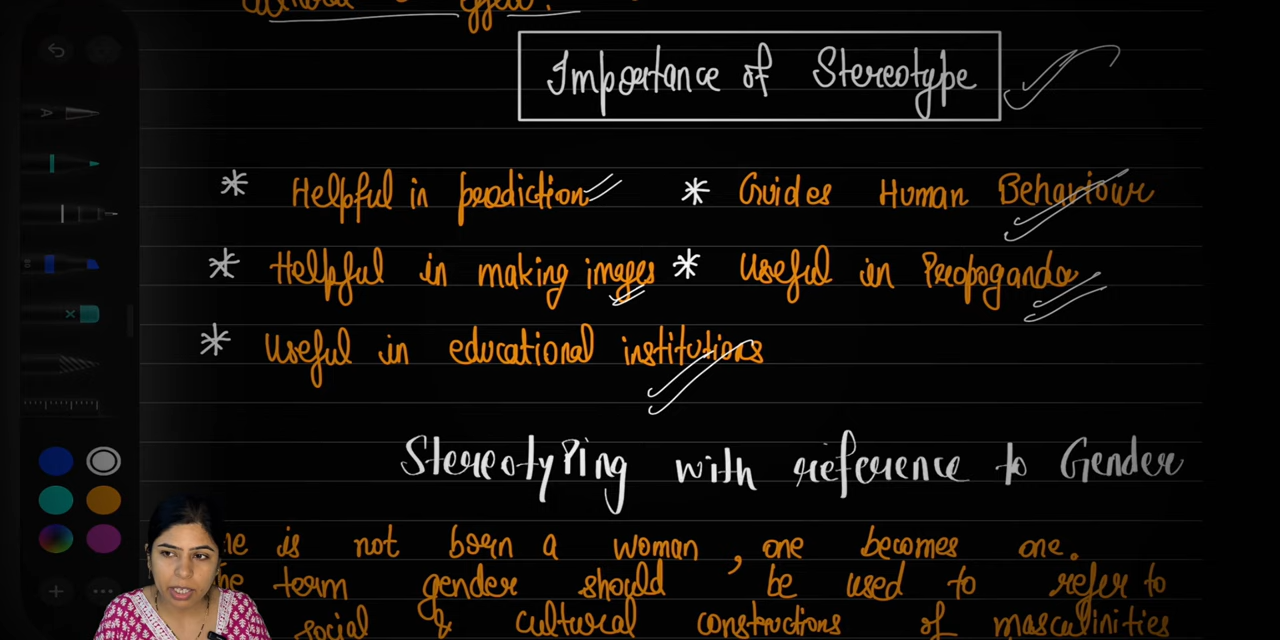 effect.
Importance of Stereotype
* Helpful in prediction * Guides Human Behaviour
* Helpful in making images * Useful in Propoganda
* Useful in educational institutions
Stereotyping with reference to Gender
is not born a woman, one becomes one.
term gender should be used to refer to
social & cultural constructions of masculinities